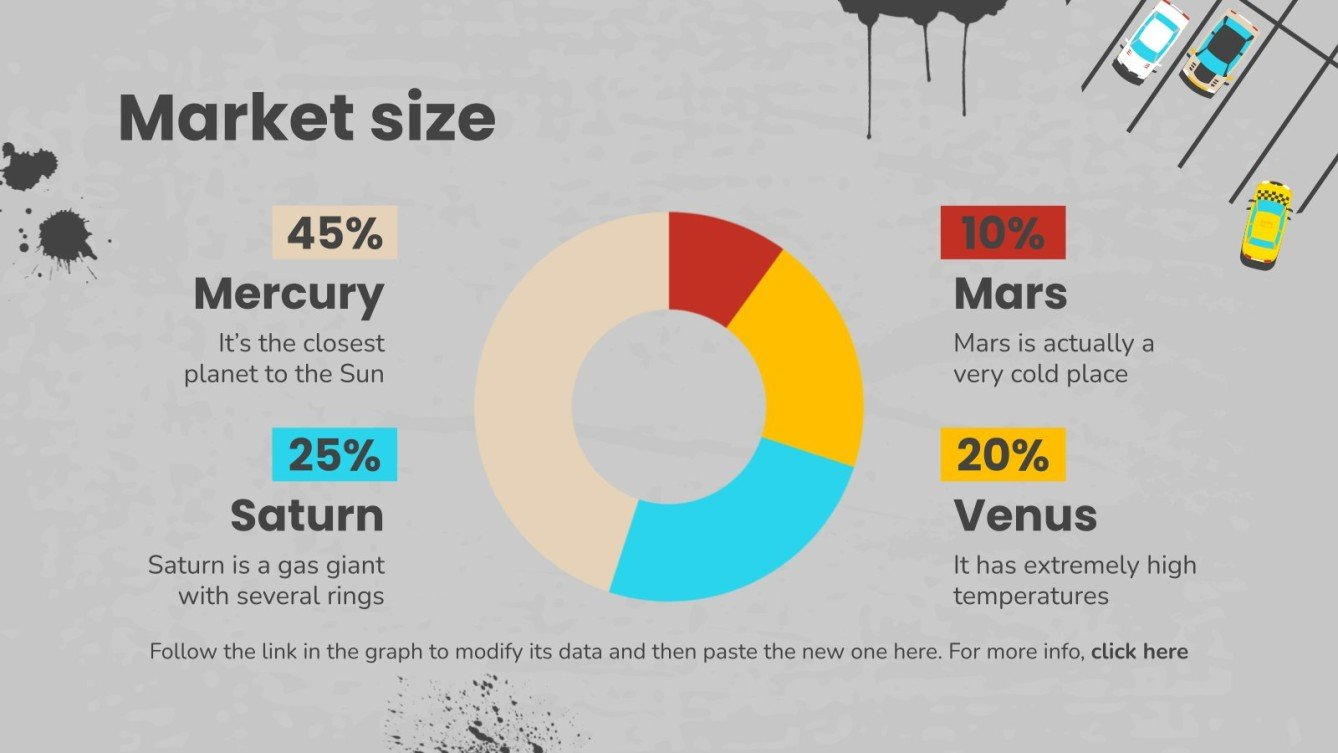 Market size
45%
Mercury
It’s the closest
planet to the Sun
25%
Saturn
Saturn is a gas giant
with several rings
10%
Mars
Mars is actually a
very cold place
20%
Venus
It has extremely high
temperatures
Follow the link in the graph to modify its data and then paste the new one here. For more info, click here